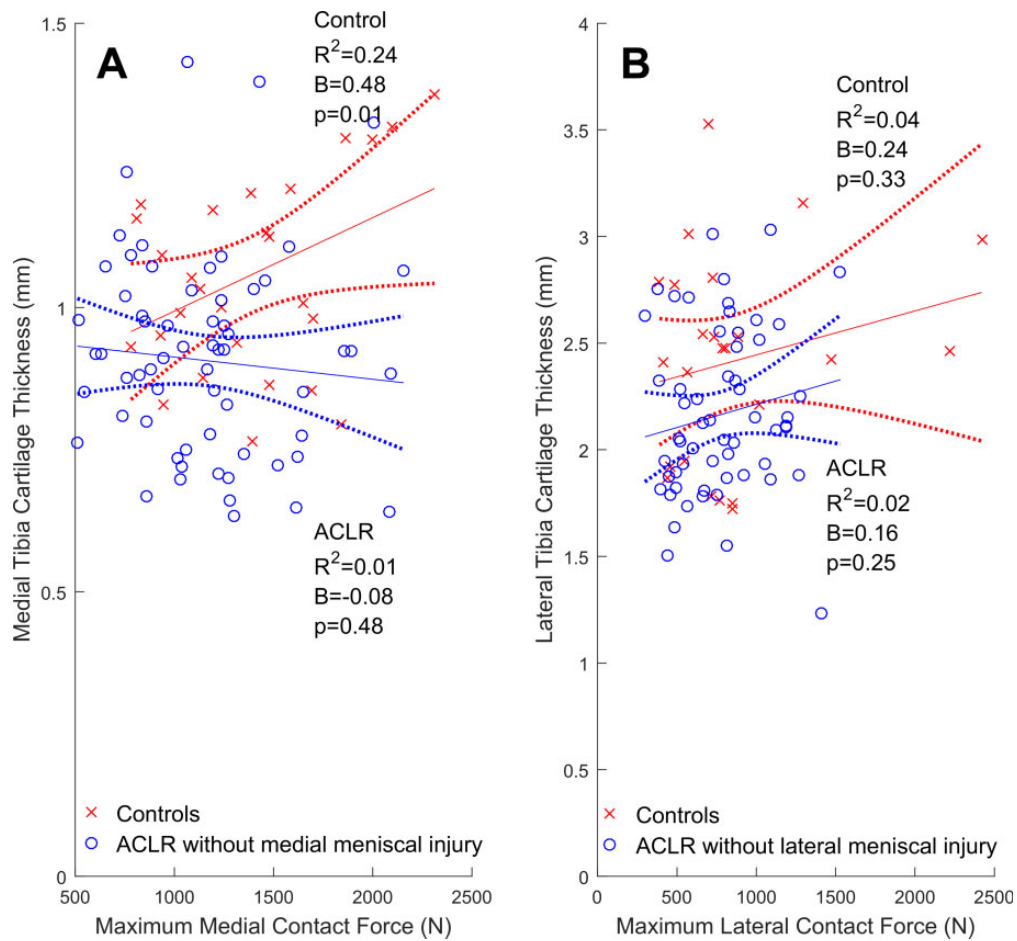 A
Control
R²=0.24
B=0.48
p=0.01
ACLR
R²=0.01
B=-0.08
p=0.48
Controls
ACLR without medial meniscal injury
1.5
1
0.5
0
500
1000
1500
2000
2500
Medial Tibia Cartilage Thickness (mm)
Maximum Medial Contact Force (N)
B
Control
R²=0.04
B=0.24
p=0.33
ACLR
R²=0.02
B=0.16
p=0.25
Controls
ACLR without lateral meniscal injury
4
3.5
3
2.5
2
1.5
1
0.5
0
0
500
1000
1500
2000
2500
Lateral Tibia Cartilage Thickness (mm)
Maximum Lateral Contact Force (N)